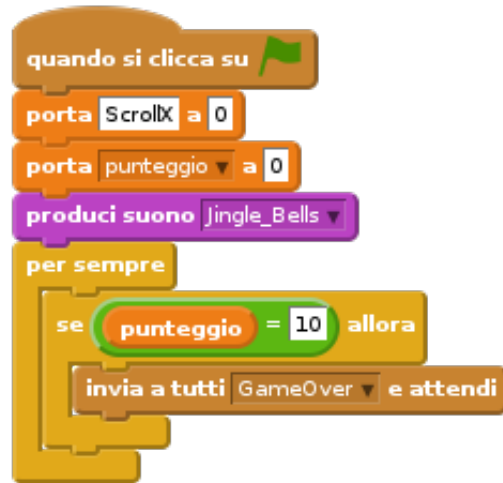 quando si clicca su
porta ScrollX a 0
porta punteggio a 0
produci suono Jingle_Bells
per sempre
se punteggio = 10 allora
invia a tutti GameOver e attendi